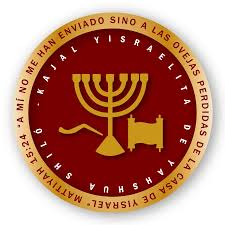 "A MÍ NO ME HAN ENVIADO SINO A LAS OVEJAS PERDIDAS DE LA CASA DE YISRAEL" MATTIYAH 15:24
KAJAL YISRAELITA DE YAHSHUA SHILÓ